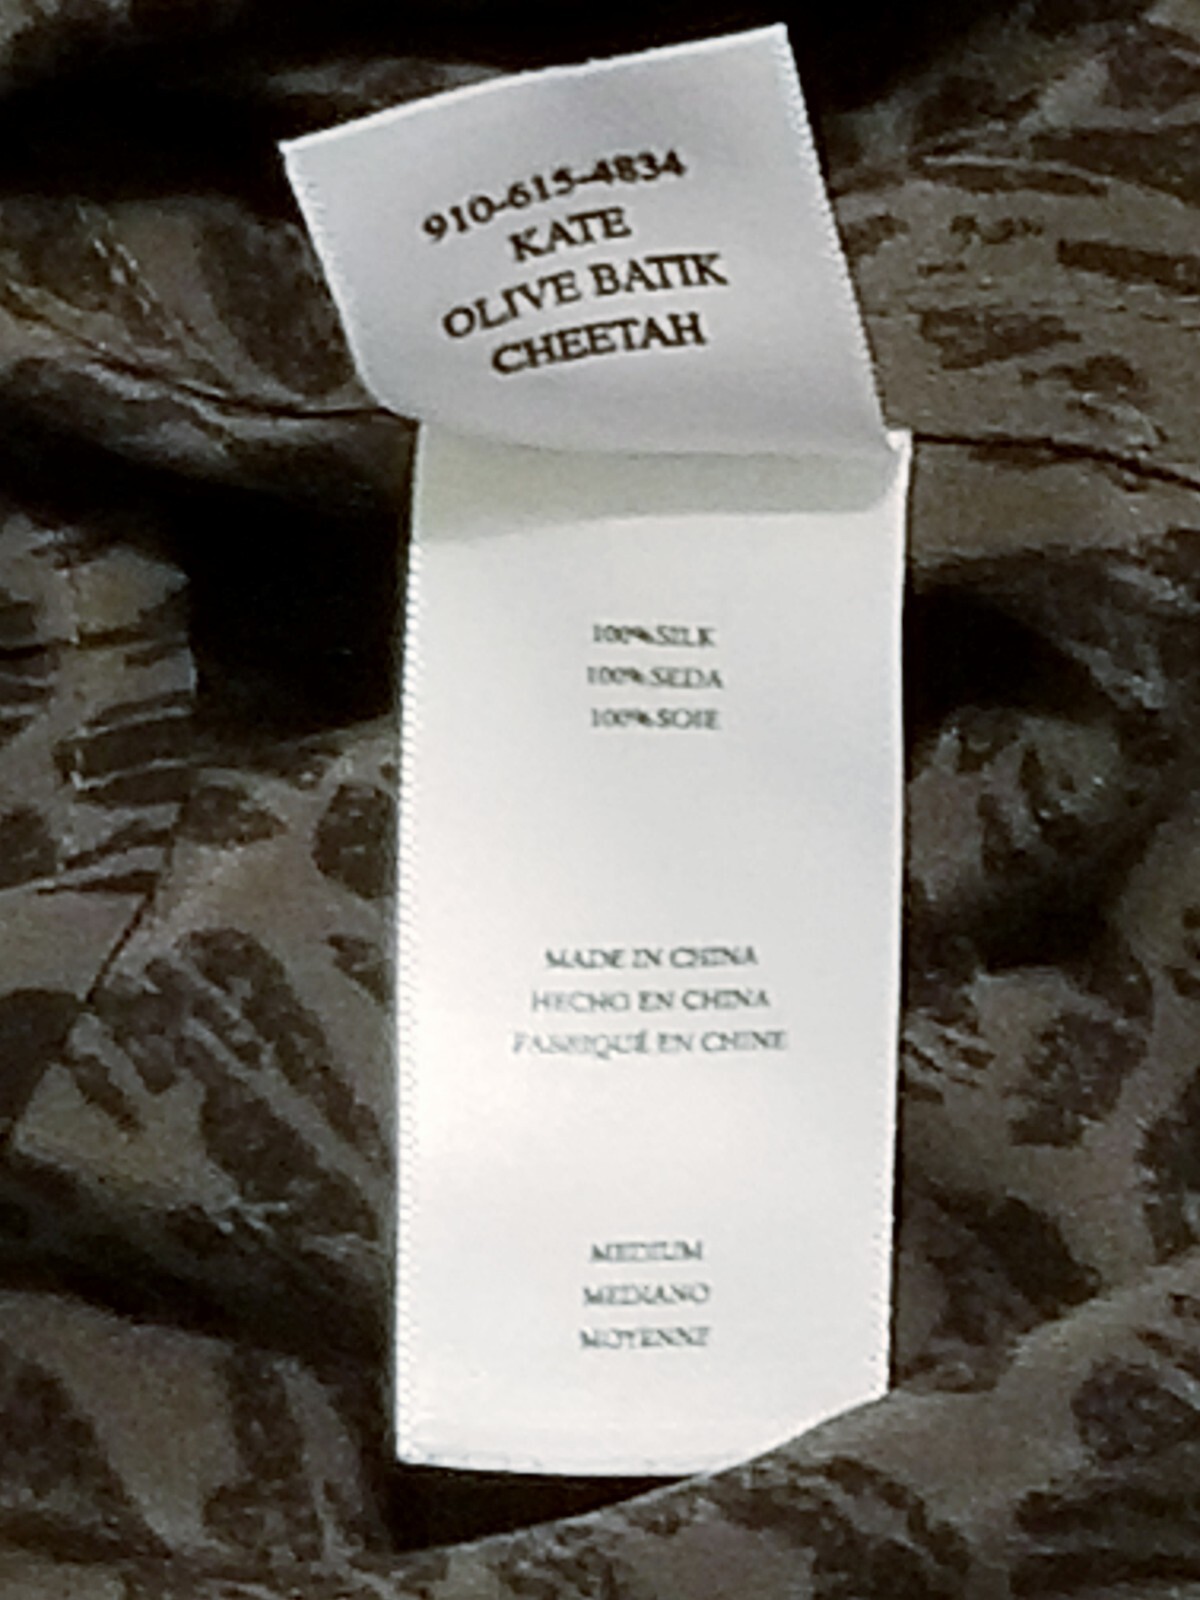 910-615-4834
KATE
OLIVE BATIK
CHEETAH
100% SILK
100% SEDA
100% SOIE
MADE IN CHINA
HECHO EN CHINA
FABRIQUÉ EN CHINE
MEDIUM
MEDIANO
MOYENNE